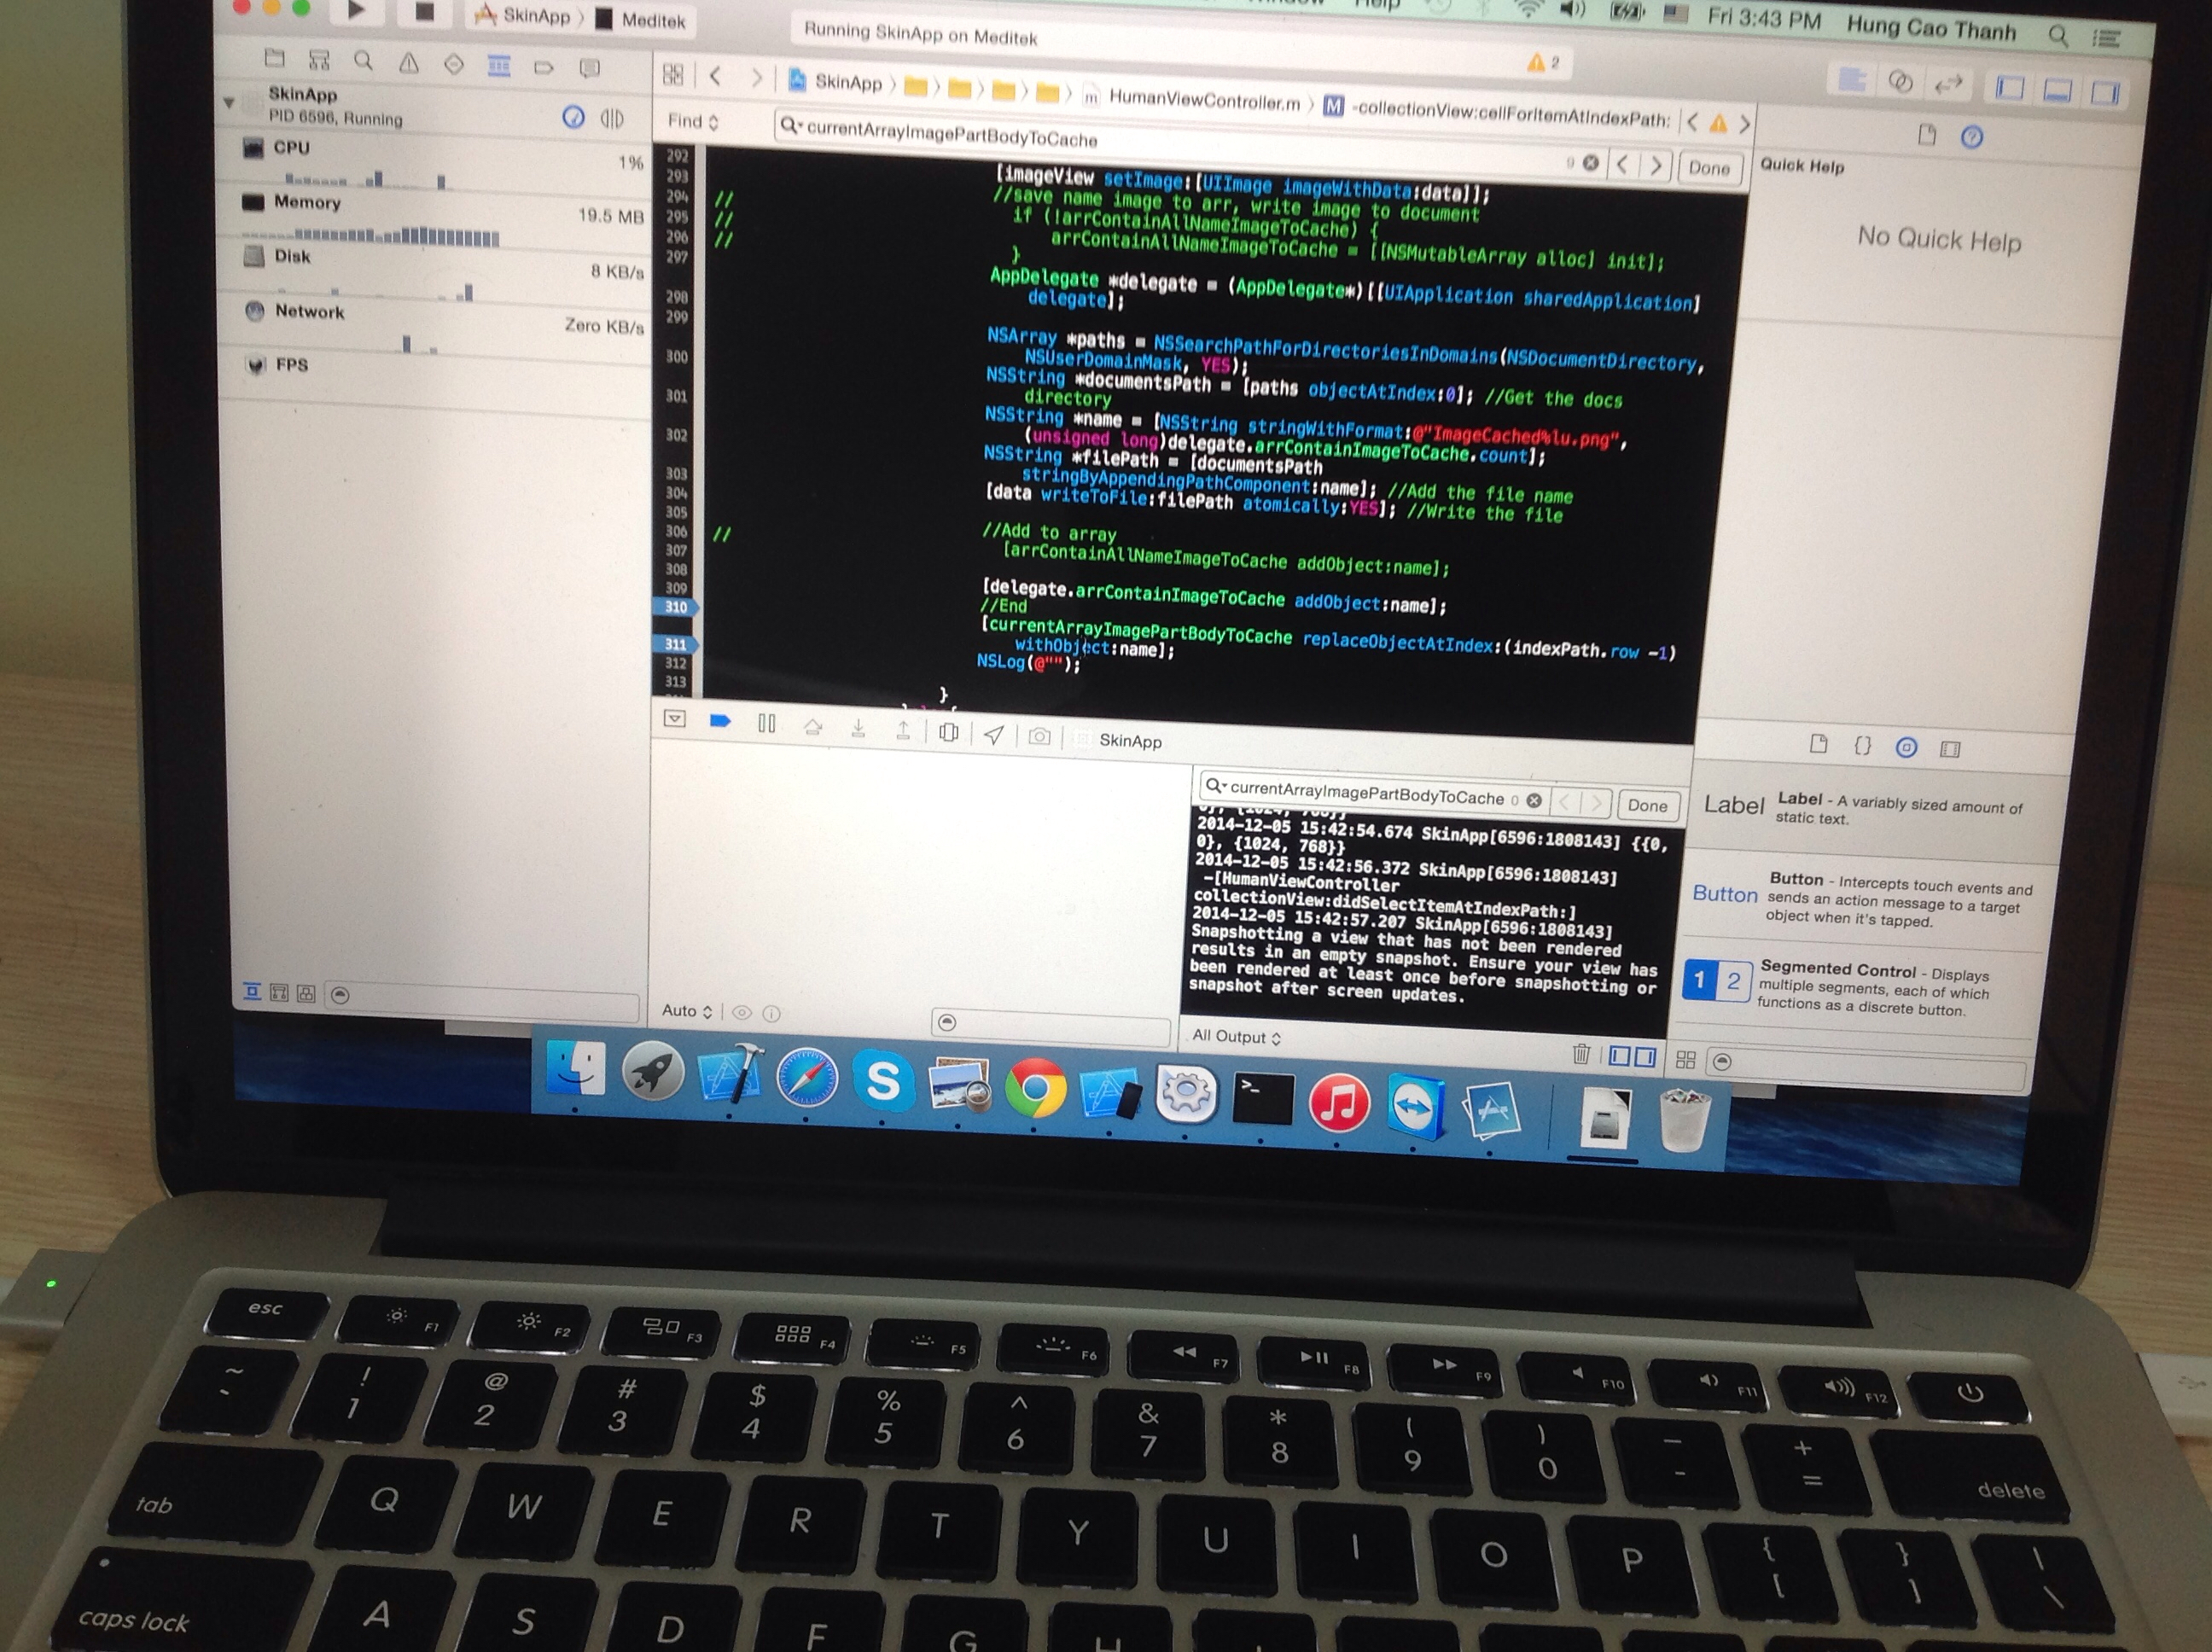 Help
Fri 3:43 PM Hung Cao Thanh
SkinApp Meditek
Running SkinApp on Meditek
2
SkinApp
PID 6596, Running
CPU
1%
Memory
19.5 MB
Disk
8 KB/s
Network
Zero KB/s
FPS
SkinApp HumanViewController.m M -collectionView:cellForItemAtIndexPath:
Find
currentArrayImagePartBodyToCache
9
Done
292
293 [imageView setImage:[UIImage imageWithData:data]];
294 // //save name image to arr, write image to document
295 // if (!arrContainAllNameImageToCache) {
296 // arrContainAllNameImageToCache = [[NSMutableArray alloc] init];
297 }
AppDelegate *delegate = (AppDelegate*)[[UIApplication sharedApplication]
298 delegate];
299
NSArray *paths = NSSearchPathForDirectoriesInDomains(NSDocumentDirectory,
300 NSUserDomainMask, YES);
NSString *documentsPath = [paths objectAtIndex:0]; //Get the docs
301 directory
NSString *name = [NSString stringWithFormat:@"ImageCached%lu.png",
302 (unsigned long)delegate.arrContainImageToCache.count];
NSString *filePath = [documentsPath
303 stringByAppendingPathComponent:name]; //Add the file name
304 [data writeToFile:filePath atomically:YES]; //Write the file
305
306 // //Add to array
307 [arrContainAllNameImageToCache addObject:name];
308
309 [delegate.arrContainImageToCache addObject:name];
310 //End
[currentArrayImagePartBodyToCache replaceObjectAtIndex:(indexPath.row -1)
311 withObject:name];
312 NSLog(@"");
313
}
SkinApp
currentArrayImagePartBodyToCache 0
Done
2014-12-05 15:42:54.674 SkinApp[6596:1808143] {{0,
0}, {1024, 768}}
2014-12-05 15:42:56.372 SkinApp[6596:1808143]
-[HumanViewController
collectionView:didSelectItemAtIndexPath:]
2014-12-05 15:42:57.207 SkinApp[6596:1808143]
Snapshotting a view that has not been rendered
results in an empty snapshot. Ensure your view has
been rendered at least once before snapshotting or
snapshot after screen updates.
Auto
All Output
Quick Help
No Quick Help
{}
Label
Label - A variably sized amount of
static text.
Button
Button - Intercepts touch events and
sends an action message to a target
object when it's tapped.
1 2
Segmented Control - Displays
multiple segments, each of which
functions as a discrete button.
S
>_
esc F1 F2 F3 F4 F5 F6 F7 F8 F9 F10 F11 F12
~ ! @ # $ % ^ & * ( ) _ +
1 2 3 4 5 6 7 8 9 0 - = delete
tab Q W E R T Y U I O P { [ } ] | \
caps lock A S D F G H